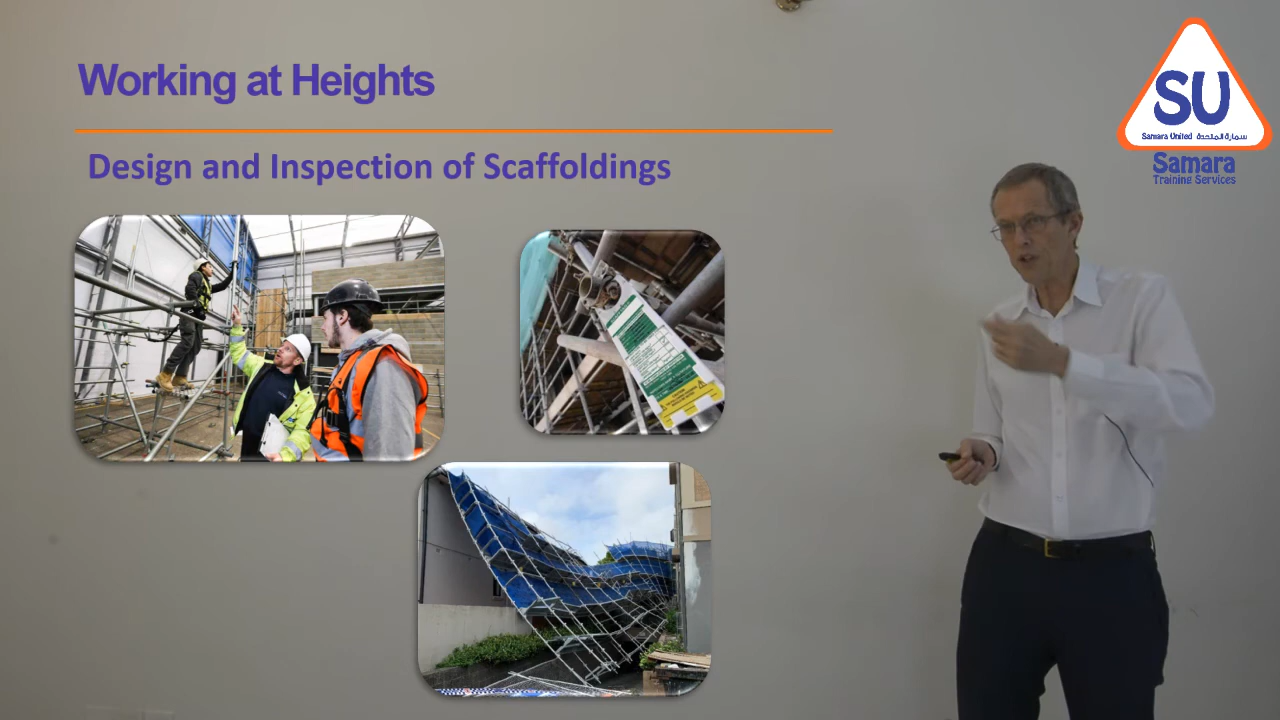 Working at Heights
Design and Inspection of Scaffoldings
SU
Samara United سمارة المتحدة
Samara
Training Services